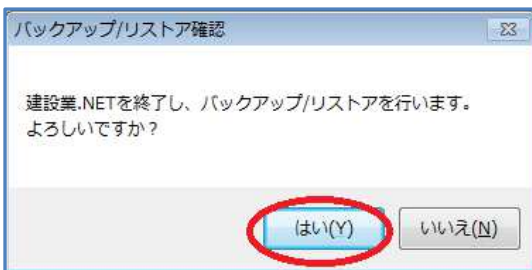 バックアップ/リストア確認
建設業.NETを終了し、バックアップ/リストアを行います。
よろしいですか?
はい(Y)
いいえ(N)